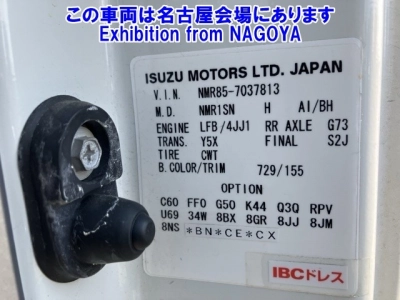 この車両は名古屋会場にあります
Exhibition from NAGOYA
ISUZU MOTORS LTD. JAPAN
V.I.N. NMR85-7037813
M.D. NMR1SN H AI/BH
ENGINE LFB/4JJ1 RR AXLE G73
TRANS. Y5X FINAL S2J
TIRE CWT
B.COLOR/TRIM 729/155
OPTION
C60 FF0 G50 K44 Q3Q RPV
U69 34W 8BX 8GR 8JJ 8JM
8NS *BN*CE*CX
IBCドレス